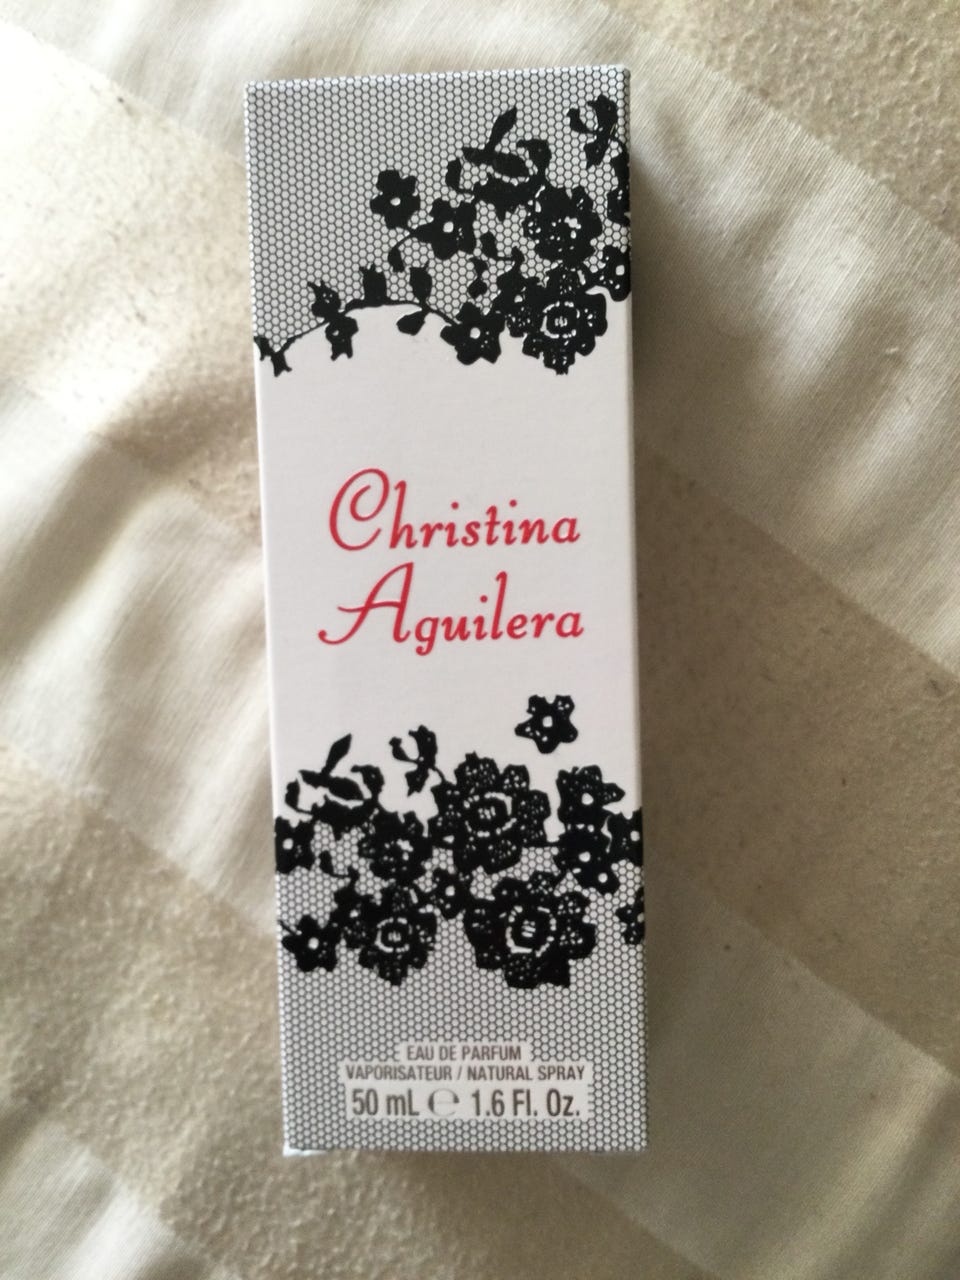 Christina
Aguilera
EAU DE PARFUM
VAPORISATEUR / NATURAL SPRAY
50 mL ℮ 1.6 Fl. Oz.